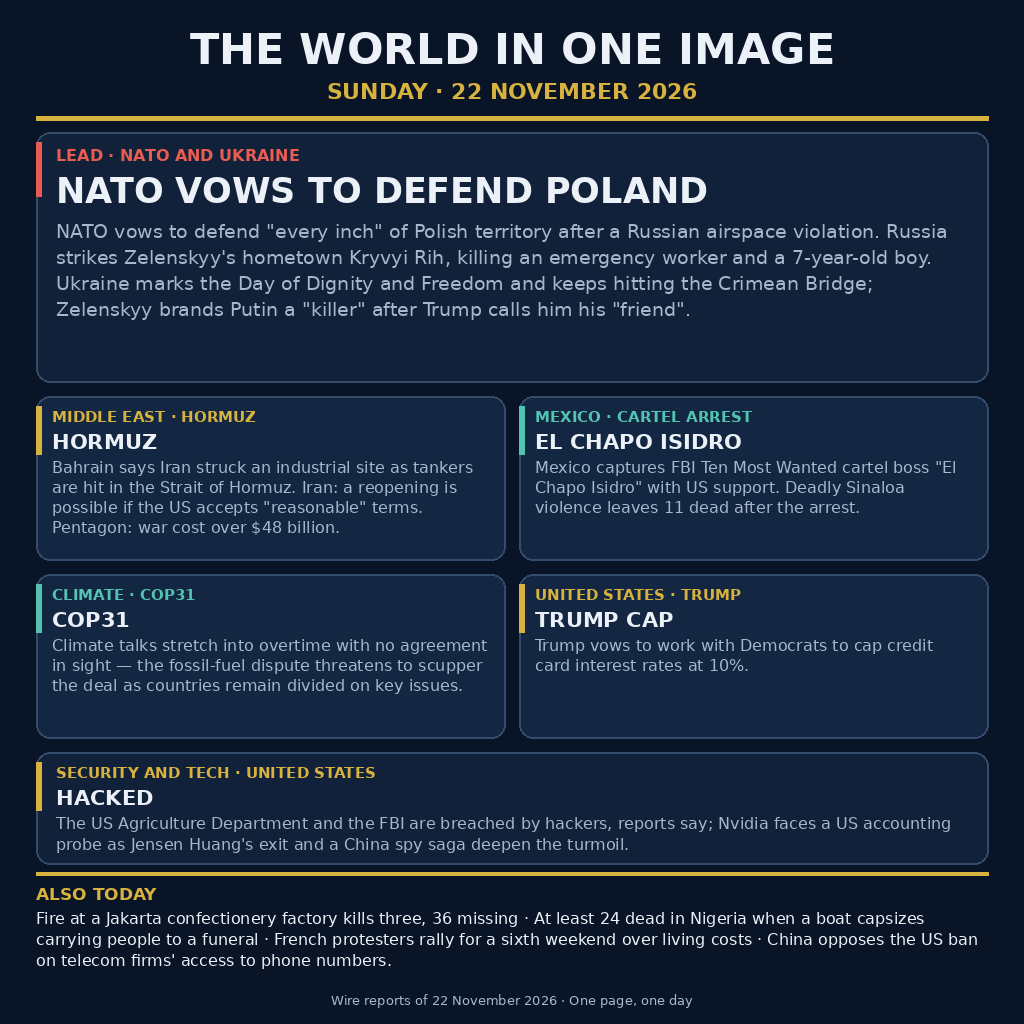 THE WORLD IN ONE IMAGE
SUNDAY · 22 NOVEMBER 2026
LEAD · NATO AND UKRAINE
NATO VOWS TO DEFEND POLAND
NATO vows to defend "every inch" of Polish territory after a Russian airspace violation. Russia
strikes Zelenskyy's hometown Kryvyi Rih, killing an emergency worker and a 7-year-old boy.
Ukraine marks the Day of Dignity and Freedom and keeps hitting the Crimean Bridge;
Zelenskyy brands Putin a "killer" after Trump calls him his "friend".
MIDDLE EAST · HORMUZ
HORMUZ
Bahrain says Iran struck an industrial site as tankers
are hit in the Strait of Hormuz. Iran: a reopening is
possible if the US accepts "reasonable" terms.
Pentagon: war cost over $48 billion.
MEXICO · CARTEL ARREST
EL CHAPO ISIDRO
Mexico captures FBI Ten Most Wanted cartel boss "El
Chapo Isidro" with US support. Deadly Sinaloa
violence leaves 11 dead after the arrest.
CLIMATE · COP31
COP31
Climate talks stretch into overtime with no agreement
in sight — the fossil-fuel dispute threatens to scupper
the deal as countries remain divided on key issues.
UNITED STATES · TRUMP
TRUMP CAP
Trump vows to work with Democrats to cap credit
card interest rates at 10%.
SECURITY AND TECH · UNITED STATES
HACKED
The US Agriculture Department and the FBI are breached by hackers, reports say; Nvidia faces a US accounting
probe as Jensen Huang's exit and a China spy saga deepen the turmoil.
ALSO TODAY
Fire at a Jakarta confectionery factory kills three, 36 missing · At least 24 dead in Nigeria when a boat capsizes
carrying people to a funeral · French protesters rally for a sixth weekend over living costs · China opposes the US ban
on telecom firms' access to phone numbers.
Wire reports of 22 November 2026 · One page, one day